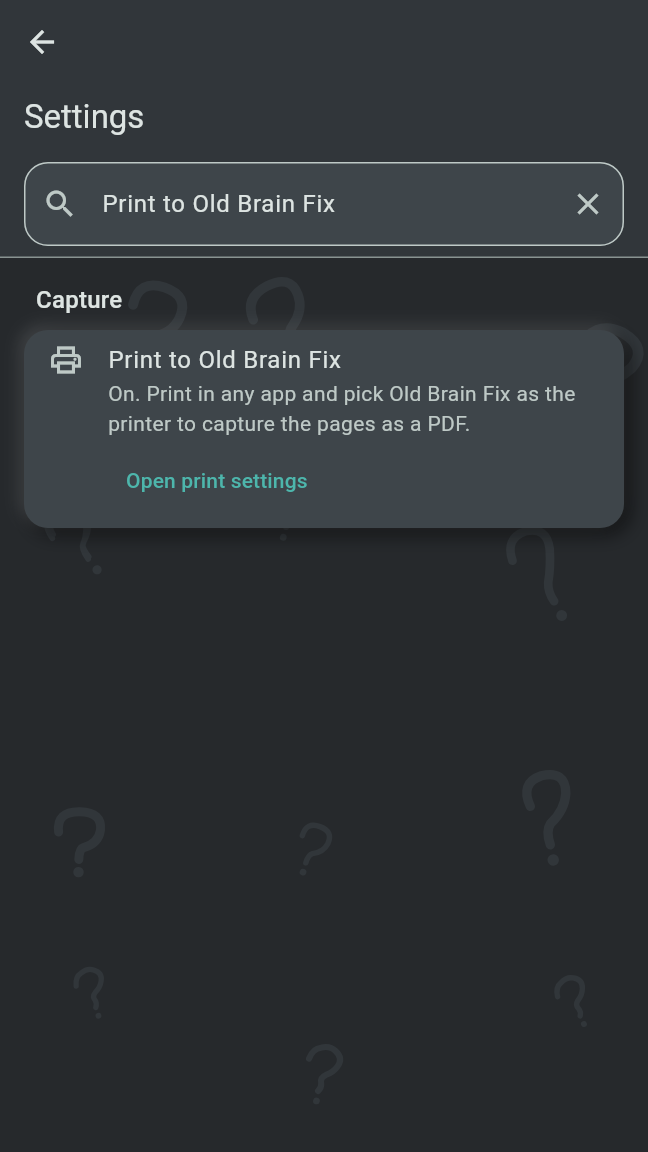 Settings
Print to Old Brain Fix
Capture
Print to Old Brain Fix
On. Print in any app and pick Old Brain Fix as the
printer to capture the pages as a PDF.
Open print settings